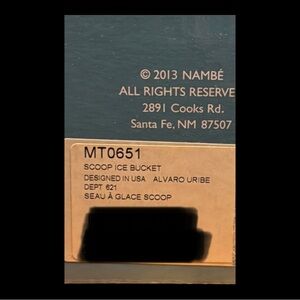 © 2013 NAMBÉ
ALL RIGHTS RESERVE
2891 Cooks Rd.
Santa Fe, NM 87507
MT0651
SCOOP ICE BUCKET
DESIGNED IN USA ALVARO URIBE
DEPT 621
SEAU À GLACE SCOOP